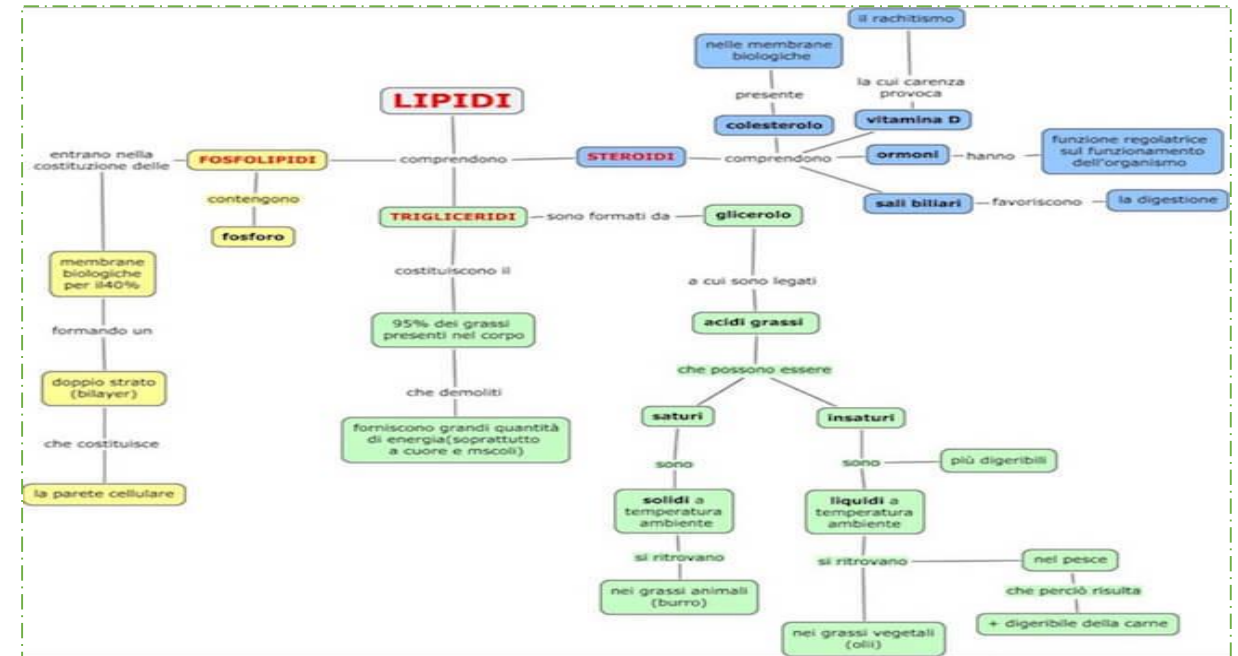 LIPIDI
comprendono
FOSFOLIPIDI
entrano nella
costituzione delle
membrane
biologiche
per il40%
formando un
doppio strato
(bilayer)
che costituisce
la parete cellulare
contengono
fosforo
TRIGLICERIDI
costituiscono il
95% dei grassi
presenti nel corpo
che demoliti
forniscono grandi quantità
di energia(soprattutto
a cuore e mscoli)
sono formati da
glicerolo
a cui sono legati
acidi grassi
che possono essere
saturi
sono
solidi a
temperatura
ambiente
si ritrovano
nei grassi animali
(burro)
insaturi
sono
più digeribili
liquidi a
temperatura
ambiente
si ritrovano
nel pesce
che perciò risulta
+ digeribile della carne
nei grassi vegetali
(olii)
STEROIDI
comprendono
colesterolo
presente
nelle membrane
biologiche
vitamina D
la cui carenza
provoca
il rachitismo
ormoni
hanno
funzione regolatrice
sul funzionamento
dell'organismo
sali biliari
favoriscono
la digestione